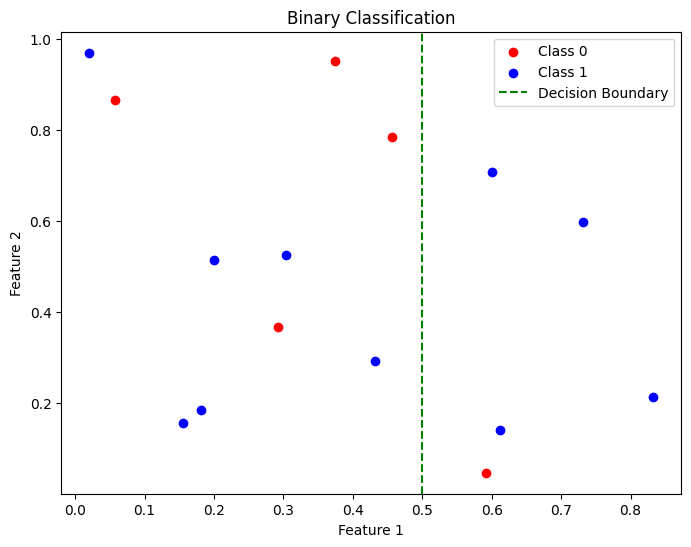 Binary Classification
Class 0
Class 1
Decision Boundary
1.0
0.8
0.6
0.4
0.2
Feature 2
0.0 0.1 0.2 0.3 0.4 0.5 0.6 0.7 0.8
Feature 1